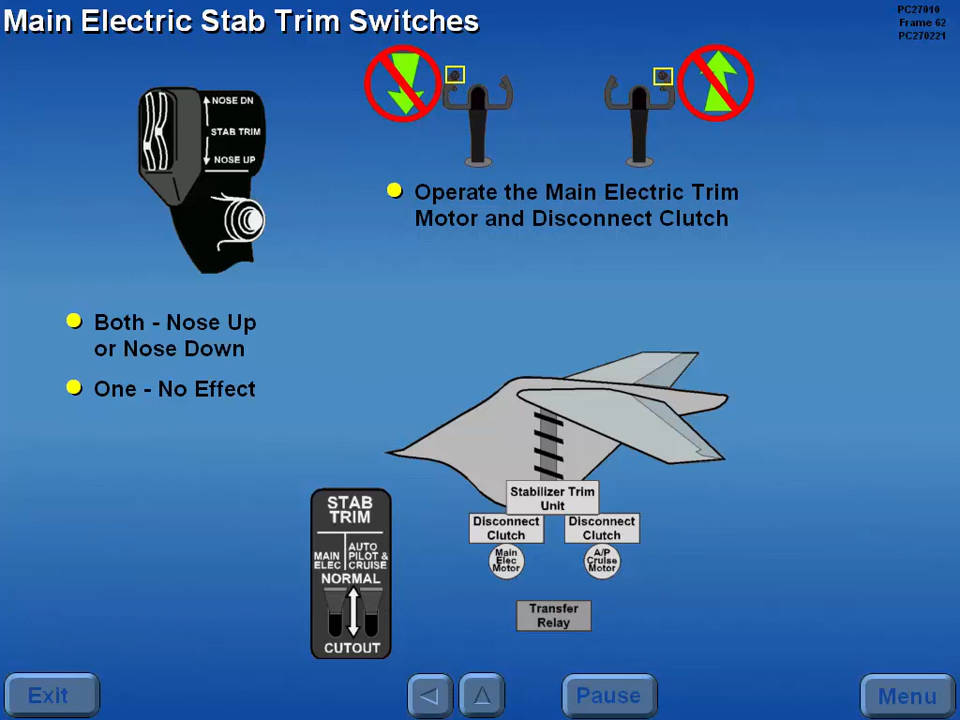 Main Electric Stab Trim Switches
PC27010
Frame 62
PC270221
NOSE DN
STAB TRIM
NOSE UP
Operate the Main Electric Trim
Motor and Disconnect Clutch
Both - Nose Up
or Nose Down
One - No Effect
Stabilizer Trim
Unit
Disconnect
Clutch
Disconnect
Clutch
Main
Elec
Motor
A/P
Cruise
Motor
Transfer
Relay
STAB
TRIM
MAIN
ELEC
AUTO
PILOT &
CRUISE
NORMAL
CUTOUT
Exit
Pause
Menu